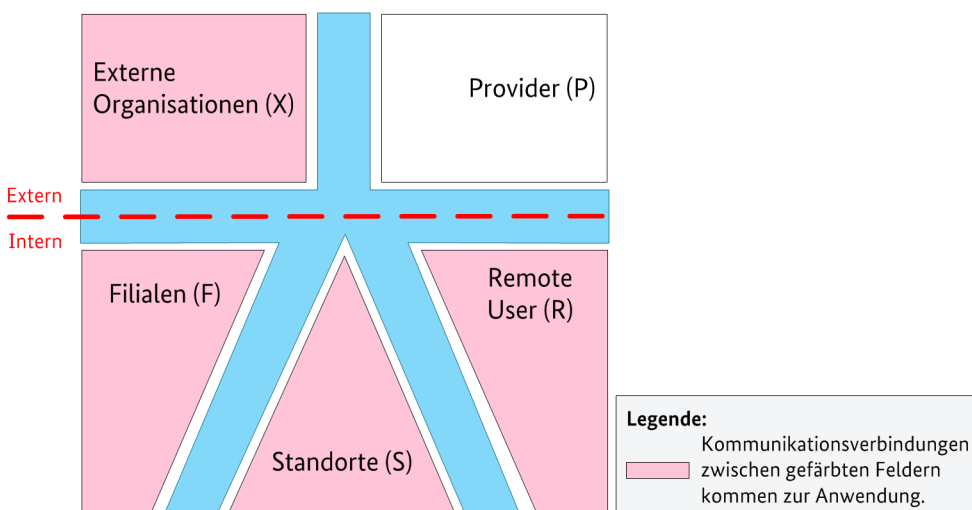 Externe
Organisationen (X)
Provider (P)
Extern
Intern
Filialen (F)
Remote
User (R)
Standorte (S)
Legende:
Kommunikationsverbindungen
zwischen gefärbten Feldern
kommen zur Anwendung.